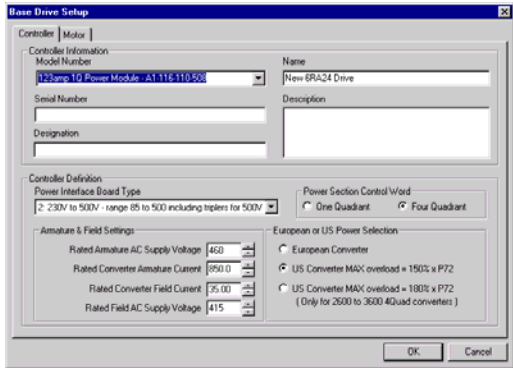 Base Drive Setup
Controller
Motor
Controller Information
Model Number
123amp 1Q Power Module - A1-116-110-508
Name
New 6RA24 Drive
Serial Number
Description
Designation
Controller Definition
Power Interface Board Type
2: 230V to 500V - range 85 to 500 including triplers for 500V
Power Section Control Word
One Quadrant
Four Quadrant
Armature & Field Settings
Rated Armature AC Supply Voltage 460
Rated Converter Armature Current 850.0
Rated Converter Field Current 35.00
Rated Field AC Supply Voltage 415
European or US Power Selection
European Converter
US Converter MAX overload = 150% x P72
US Converter MAX overload = 180% x P72
( Only for 2600 to 3600 4Quad converters )
OK
Cancel